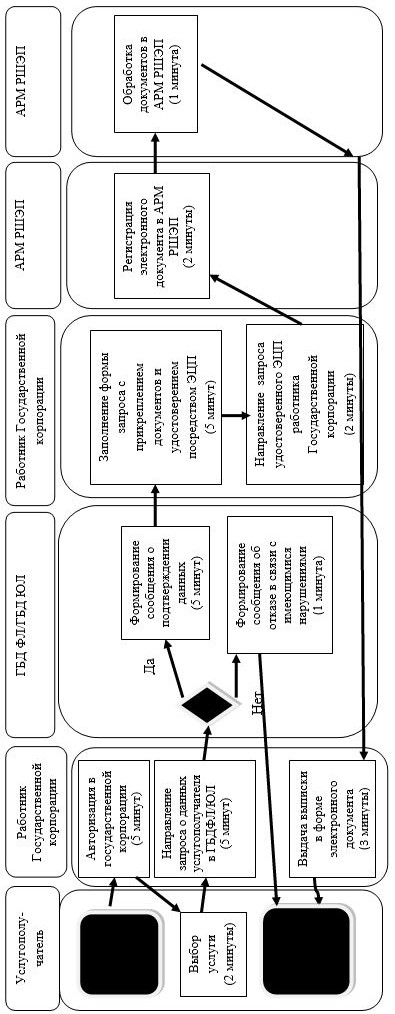 Услугополу-
чатель
Работник
Государственной
корпорации
ГБД ФЛ/ГБД ЮЛ
Работник Государственной
корпорации
АРМ РШЭП
АРМ РШЭП
Авторизация в
государственной
корпорации
(5 минут)
Выбор
услуги
(2 минуты)
Направление
запроса о данных
услугополучателя
в ГБДФЛ/ЮЛ
(5 минут)
Да
Нет
Формирование
сообщения о
подтверждении
данных
(5 минут)
Формирование
сообщения об
отказе в связи с
имеющимися
нарушениями
(1 минута)
Заполнение формы
запроса с
прикреплением
документов и
удостоверением
посредством ЭЦП
(5 минут)
Направление запроса
удостоверенного ЭЦП
работника
Государственной
корпорации
(2 минуты)
Регистрация
электронного
документа в АРМ
РШЭП
(2 минуты)
Обработка
документов в
АРМ РШЭП
(1 минута)
Выдача выписки
в форме
электронного
документа
(3 минуты)